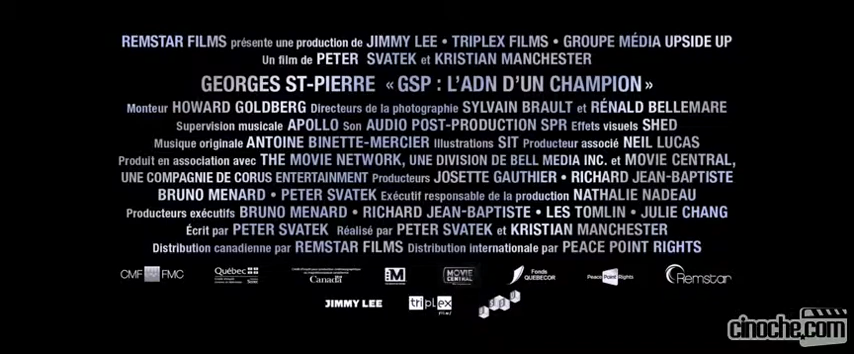 REMSTAR FILMS présente une production de JIMMY LEE • TRIPLEX FILMS • GROUPE MÉDIA UPSIDE UP
Un film de PETER SVATEK et KRISTIAN MANCHESTER
GEORGES ST-PIERRE « GSP : L'ADN D'UN CHAMPION »
Monteur HOWARD GOLDBERG Directeurs de la photographie SYLVAIN BRAULT et RÉNALD BELLEMARE
Supervision musicale APOLLO Son AUDIO POST-PRODUCTION SPR Effets visuels SHED
Musique originale ANTOINE BINETTE-MERCIER Illustrations SIT Producteur associé NEIL LUCAS
Produit en association avec THE MOVIE NETWORK, UNE DIVISION DE BELL MEDIA INC. et MOVIE CENTRAL,
UNE COMPAGNIE DE CORUS ENTERTAINMENT Producteurs JOSETTE GAUTHIER • RICHARD JEAN-BAPTISTE
BRUNO MENARD • PETER SVATEK Exécutif responsable de la production NATHALIE NADEAU
Producteurs exécutifs BRUNO MENARD • RICHARD JEAN-BAPTISTE • LES TOMLIN • JULIE CHANG
Écrit par PETER SVATEK Réalisé par PETER SVATEK et KRISTIAN MANCHESTER
Distribution canadienne par REMSTAR FILMS Distribution internationale par PEACE POINT RIGHTS
CMF FMC Québec Canada M MOVIE CENTRAL Fonds QUEBECOR Peace Point Rights Remstar
JIMMY LEE triplex films
cinoche.com